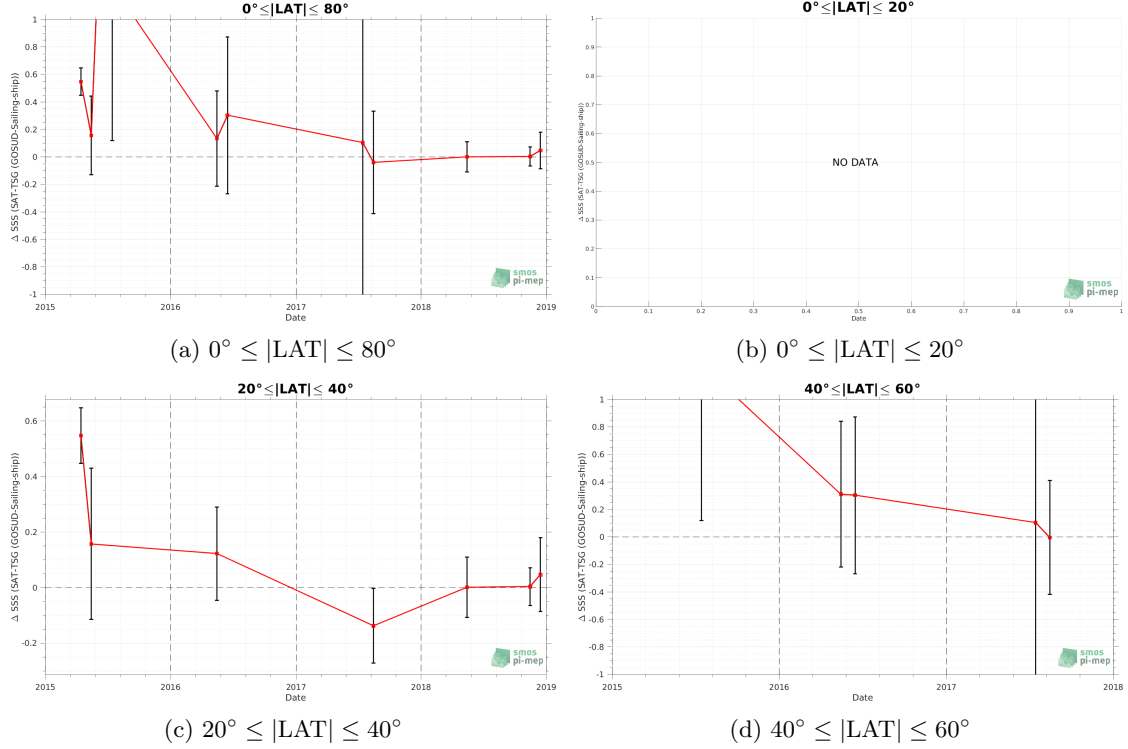 0°≤|LAT|≤ 80°
Δ SSS (SAT-TSG (GOSUD-Sailing-ship))
1
0.8
0.6
0.4
0.2
0
-0.2
-0.4
-0.6
-0.8
-1
2015 2016 2017 2018 2019
Date
smos
pi-mep
(a) 0° ≤ |LAT| ≤ 80°
0°≤|LAT|≤ 20°
Δ SSS (SAT-TSG (GOSUD-Sailing-ship))
1
0.9
0.8
0.7
0.6
0.5
0.4
0.3
0.2
0.1
0
NO DATA
0 0.1 0.2 0.3 0.4 0.5 0.6 0.7 0.8 0.9 1
Date
smos
pi-mep
(b) 0° ≤ |LAT| ≤ 20°
20°≤|LAT|≤ 40°
Δ SSS (SAT-TSG (GOSUD-Sailing-ship))
0.6
0.4
0.2
0
-0.2
2015 2016 2017 2018 2019
Date
smos
pi-mep
(c) 20° ≤ |LAT| ≤ 40°
40°≤|LAT|≤ 60°
Δ SSS (SAT-TSG (GOSUD-Sailing-ship))
1
0.8
0.6
0.4
0.2
0
-0.2
-0.4
-0.6
-0.8
-1
2015 2016 2017 2018
Date
smos
pi-mep
(d) 40° ≤ |LAT| ≤ 60°